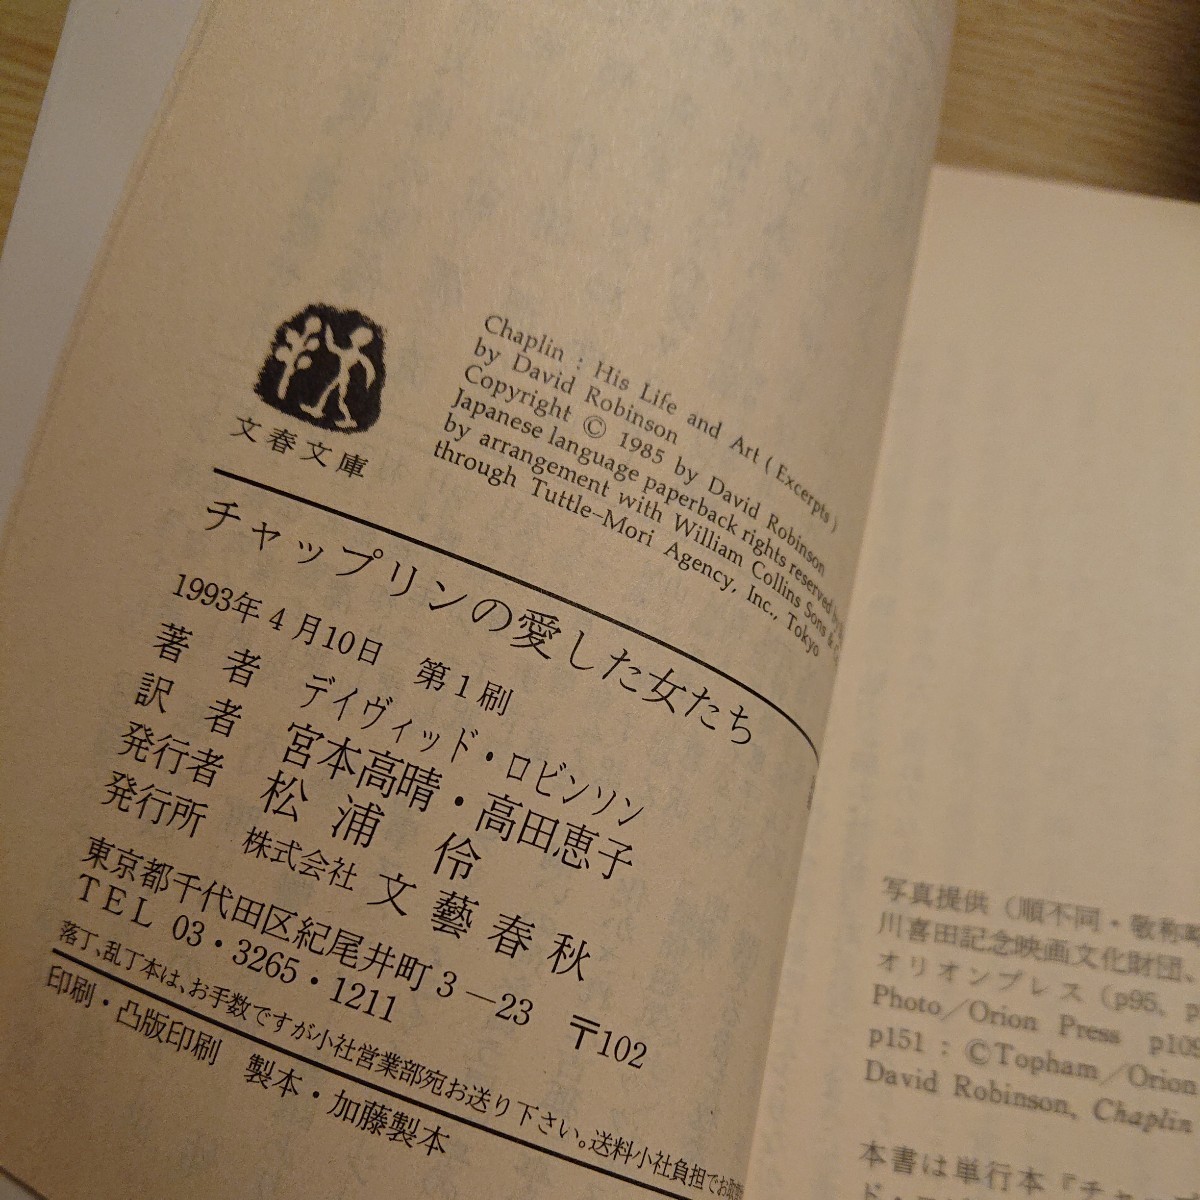 文春文庫
Chaplin : His Life and Art ( Excerpts )
by David Robinson
Copyright © 1985 by David Robinson
Japanese language paperback rights reserved
by arrangement with William Collins Sons &
through Tuttle-Mori Agency, Inc., Tokyo
チャップリンの愛した女たち
1993年4月10日 第1刷
著 者 デイヴィッド・ロビンソン
訳 者 宮本高晴・高田恵子
発行者 松浦 伶
発行所 株式会社 文藝春秋
東京都千代田区紀尾井町3―23 〒102
TEL 03・3265・1211
落丁、乱丁本は、お手数ですが小社営業部宛お送り下さい。送料小社負担でお取替
印刷・凸版印刷 製本・加藤製本
写真提供(順不同・敬称略
川喜田記念映画文化財団、
オリオンプレス(p95、p
Photo/Orion Press p109
p151 : ©Topham/Orion
David Robinson, Chaplin
本書は単行本『チ